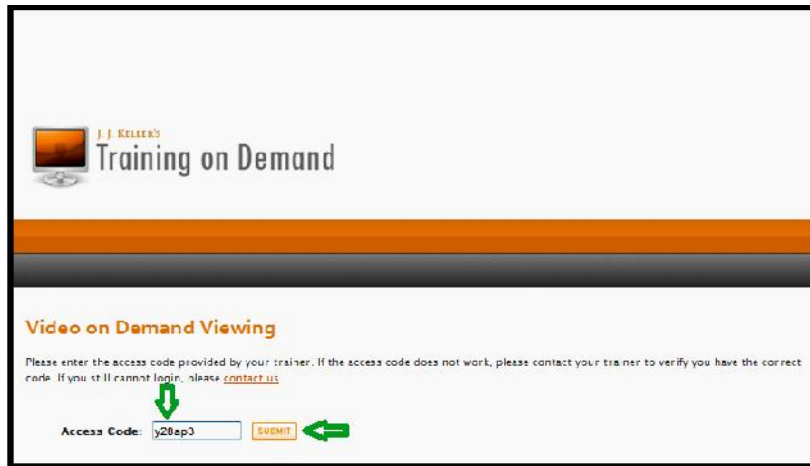 J. J. KELLER'S
Training on Demand
Video on Demand Viewing
Please enter the access code provided by your trainer. If the access code does not work, please contact your trainer to verify you have the correct
code. If you still cannot login, please contact us
Access Code: y28ap3 SUBMIT